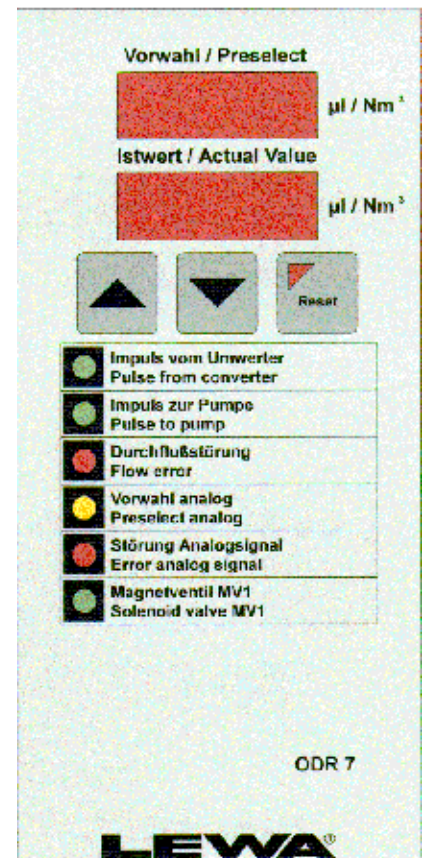 Vorwahl / Preselect
µl / Nm³
Istwert / Actual Value
µl / Nm³
Reset
Impuls vom Umwerter
Pulse from converter
Impuls zur Pumpe
Pulse to pump
Durchflußstörung
Flow error
Vorwahl analog
Preselect analog
Störung Analogsignal
Error analog signal
Magnetventil MV1
Solenoid valve MV1
ODR 7
LEWA®